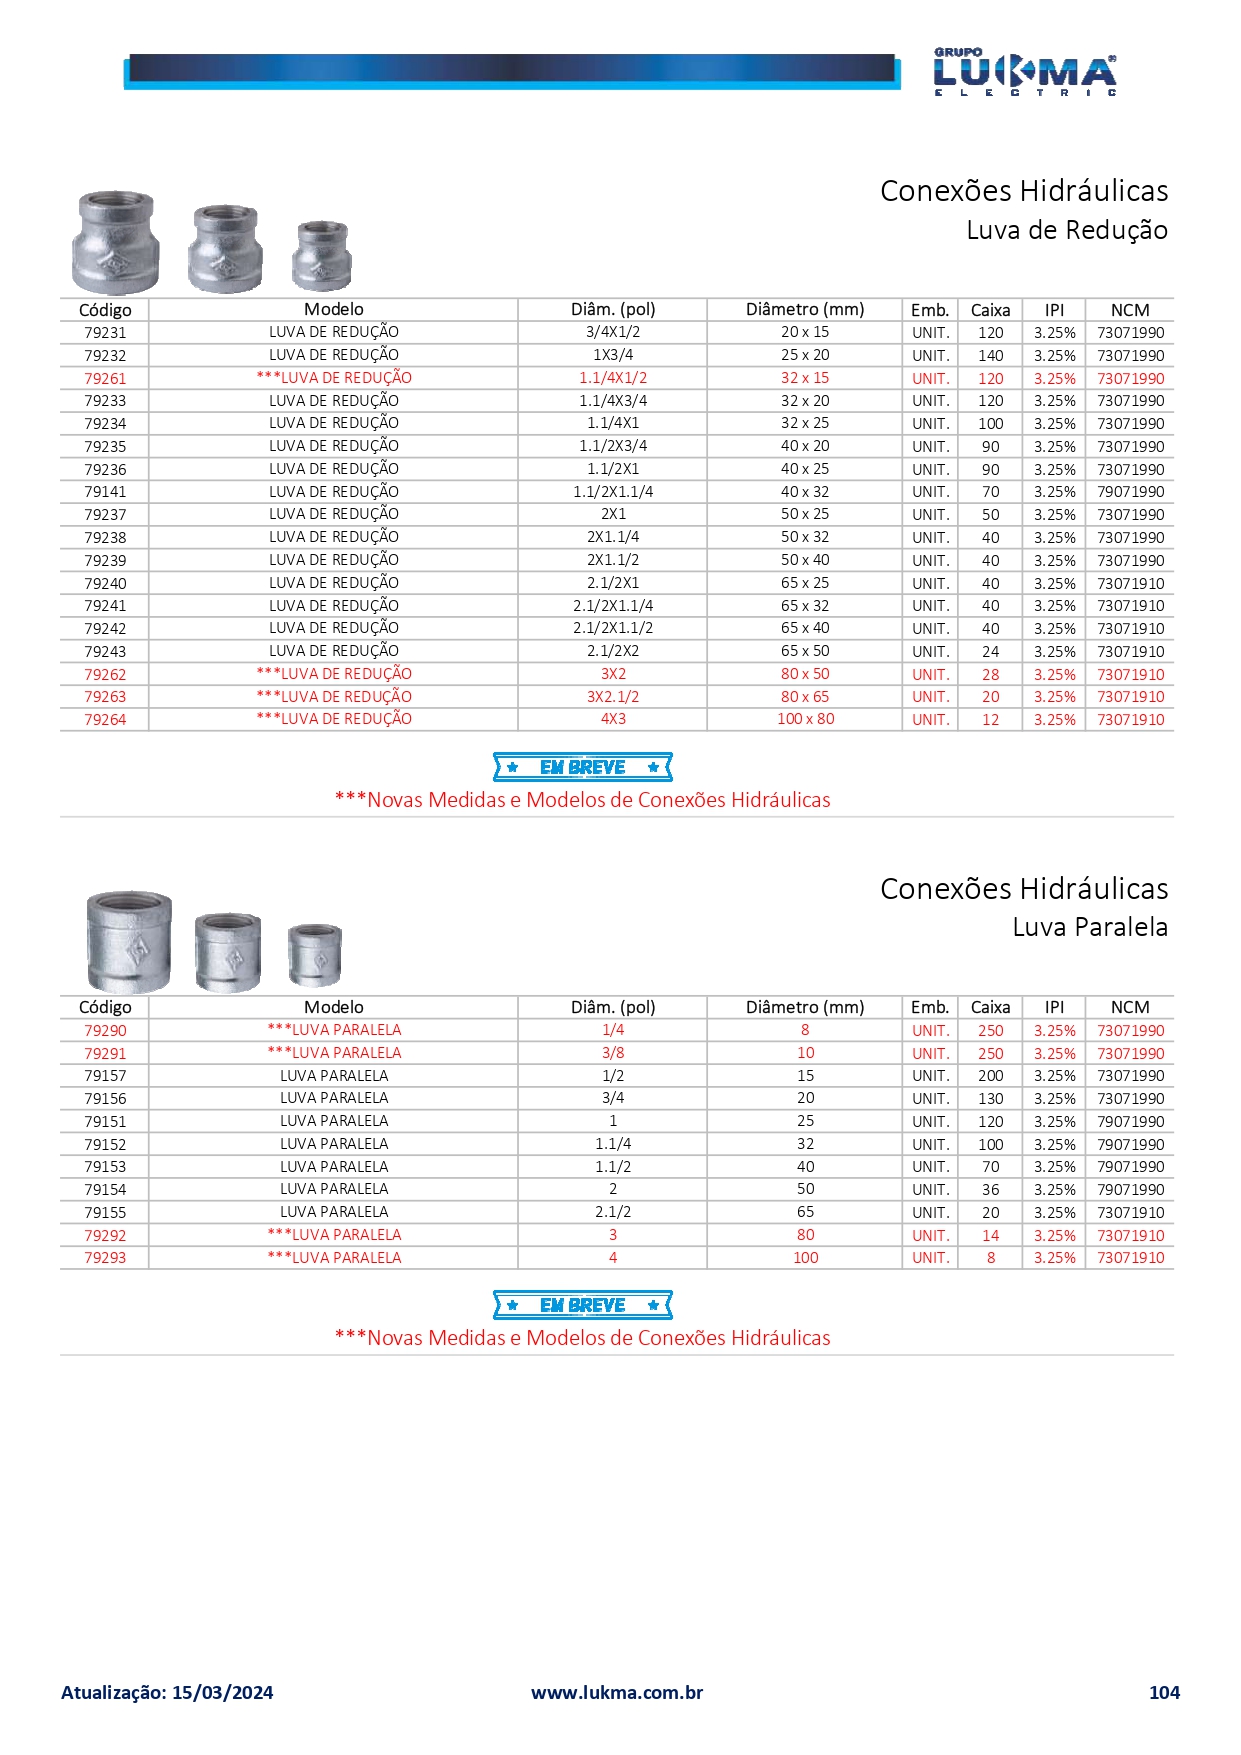 GRUPO
LUKMA®
ELECTRIC
Conexões Hidráulicas
Luva de Redução
Código Modelo Diâm. (pol) Diâmetro (mm) Emb. Caixa IPI NCM
79231 LUVA DE REDUÇÃO 3/4X1/2 20 x 15 UNIT. 120 3.25% 73071990
79232 LUVA DE REDUÇÃO 1X3/4 25 x 20 UNIT. 140 3.25% 73071990
79261 ***LUVA DE REDUÇÃO 1.1/4X1/2 32 x 15 UNIT. 120 3.25% 73071990
79233 LUVA DE REDUÇÃO 1.1/4X3/4 32 x 20 UNIT. 120 3.25% 73071990
79234 LUVA DE REDUÇÃO 1.1/4X1 32 x 25 UNIT. 100 3.25% 73071990
79235 LUVA DE REDUÇÃO 1.1/2X3/4 40 x 20 UNIT. 90 3.25% 73071990
79236 LUVA DE REDUÇÃO 1.1/2X1 40 x 25 UNIT. 90 3.25% 73071990
79141 LUVA DE REDUÇÃO 1.1/2X1.1/4 40 x 32 UNIT. 70 3.25% 79071990
79237 LUVA DE REDUÇÃO 2X1 50 x 25 UNIT. 50 3.25% 73071990
79238 LUVA DE REDUÇÃO 2X1.1/4 50 x 32 UNIT. 40 3.25% 73071990
79239 LUVA DE REDUÇÃO 2X1.1/2 50 x 40 UNIT. 40 3.25% 73071990
79240 LUVA DE REDUÇÃO 2.1/2X1 65 x 25 UNIT. 40 3.25% 73071910
79241 LUVA DE REDUÇÃO 2.1/2X1.1/4 65 x 32 UNIT. 40 3.25% 73071910
79242 LUVA DE REDUÇÃO 2.1/2X1.1/2 65 x 40 UNIT. 40 3.25% 73071910
79243 LUVA DE REDUÇÃO 2.1/2X2 65 x 50 UNIT. 24 3.25% 73071910
79262 ***LUVA DE REDUÇÃO 3X2 80 x 50 UNIT. 28 3.25% 73071910
79263 ***LUVA DE REDUÇÃO 3X2.1/2 80 x 65 UNIT. 20 3.25% 73071910
79264 ***LUVA DE REDUÇÃO 4X3 100 x 80 UNIT. 12 3.25% 73071910
EM BREVE
***Novas Medidas e Modelos de Conexões Hidráulicas
Conexões Hidráulicas
Luva Paralela
Código Modelo Diâm. (pol) Diâmetro (mm) Emb. Caixa IPI NCM
79290 ***LUVA PARALELA 1/4 8 UNIT. 250 3.25% 73071990
79291 ***LUVA PARALELA 3/8 10 UNIT. 250 3.25% 73071990
79157 LUVA PARALELA 1/2 15 UNIT. 200 3.25% 73071990
79156 LUVA PARALELA 3/4 20 UNIT. 130 3.25% 73071990
79151 LUVA PARALELA 1 25 UNIT. 120 3.25% 79071990
79152 LUVA PARALELA 1.1/4 32 UNIT. 100 3.25% 79071990
79153 LUVA PARALELA 1.1/2 40 UNIT. 70 3.25% 79071990
79154 LUVA PARALELA 2 50 UNIT. 36 3.25% 79071990
79155 LUVA PARALELA 2.1/2 65 UNIT. 20 3.25% 73071910
79292 ***LUVA PARALELA 3 80 UNIT. 14 3.25% 73071910
79293 ***LUVA PARALELA 4 100 UNIT. 8 3.25% 73071910
EM BREVE
***Novas Medidas e Modelos de Conexões Hidráulicas
Atualização: 15/03/2024 www.lukma.com.br 104